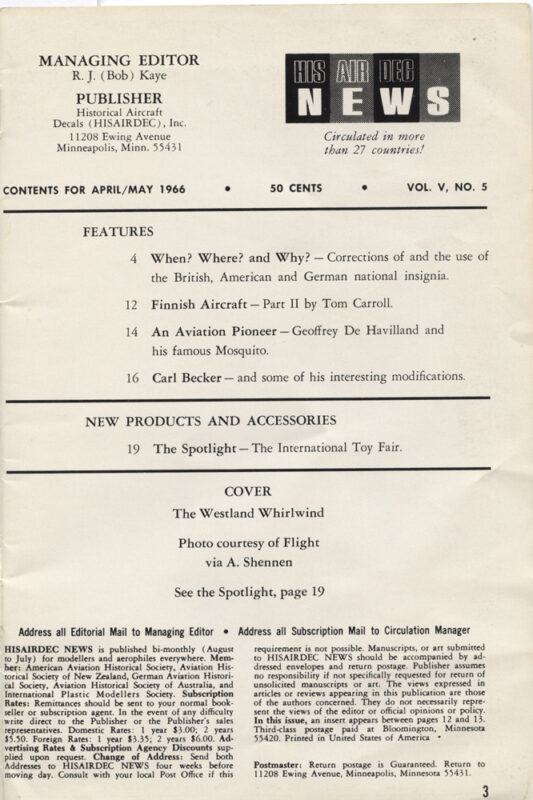 MANAGING EDITOR
R. J. (Bob) Kaye
PUBLISHER
Historical Aircraft
Decals (HISAIRDEC), Inc.
11208 Ewing Avenue
Minneapolis, Minn. 55431
HIS AIR DEC
NEWS
Circulated in more
than 27 countries!
CONTENTS FOR APRIL/MAY 1966 • 50 CENTS • VOL. V, NO. 5
FEATURES
4 When? Where? and Why? — Corrections of and the use of
the British, American and German national insignia.
12 Finnish Aircraft — Part II by Tom Carroll.
14 An Aviation Pioneer — Geoffrey De Havilland and
his famous Mosquito.
16 Carl Becker — and some of his interesting modifications.
NEW PRODUCTS AND ACCESSORIES
19 The Spotlight — The International Toy Fair.
COVER
The Westland Whirlwind
Photo courtesy of Flight
via A. Shennen
See the Spotlight, page 19
Address all Editorial Mail to Managing Editor • Address all Subscription Mail to Circulation Manager
HISAIRDEC NEWS is published bi-monthly (August
to July) for modellers and aerophiles everywhere. Mem-
ber: American Aviation Historical Society, Aviation His-
torical Society of New Zealand, German Aviation Histori-
cal Society, Aviation Historical Society of Australia, and
International Plastic Modellers Society. Subscription
Rates: Remittances should be sent to your normal book-
seller or subscription agent. In the event of any difficulty
write direct to the Publisher or the Publisher's sales
representatives. Domestic Rates: 1 year $3.00; 2 years
$5.50. Foreign Rates: 1 year $3.35; 2 years $6.00. Ad-
vertising Rates & Subscription Agency Discounts sup-
plied upon request. Change of Address: Send both
Addresses to HISAIRDEC NEWS four weeks before
moving day. Consult with your local Post Office if this
requirement is not possible. Manuscripts, or art submitted
to HISAIRDEC NEWS should be accompanied by ad-
dressed envelopes and return postage. Publisher assumes
no responsibility if not specifically requested for return of
unsolicited manuscripts or art. The views expressed in
articles or reviews appearing in this publication are those
of the authors concerned. They do not necessarily repre-
sent the views of the editor or official opinions or policy.
In this issue, an insert appears between pages 12 and 13.
Third-class postage paid at Bloomington, Minnesota
55420. Printed in United States of America •
Postmaster: Return postage is Guaranteed. Return to
11208 Ewing Avenue, Minneapolis, Minnesota 55431.
3